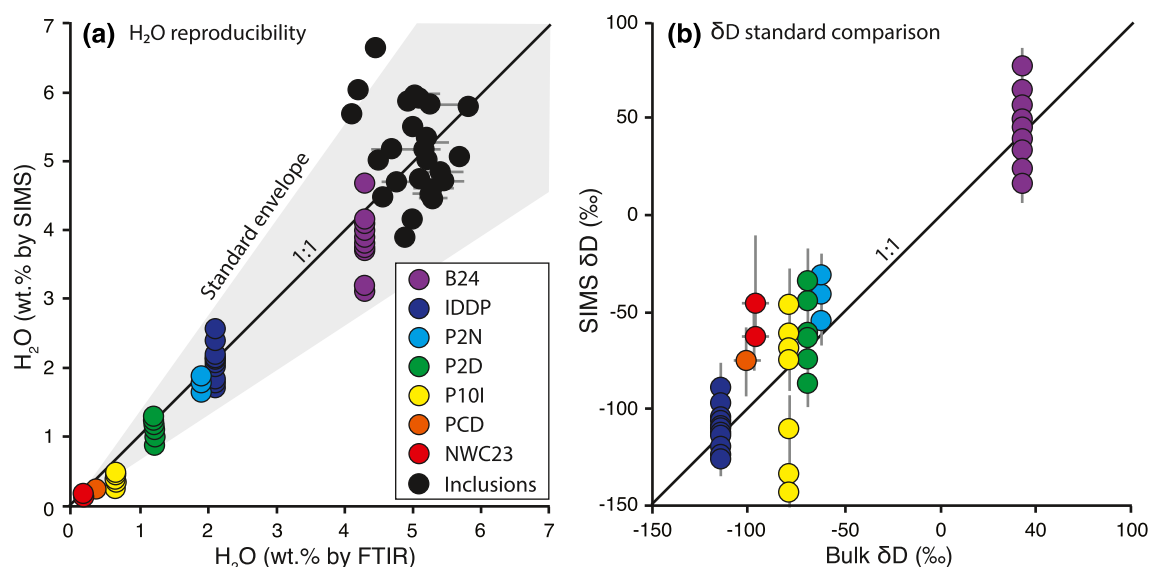 (a) H₂O reproducibility
7
6
5
4
3
2
1
0
H₂O (wt.% by SIMS)
Standard envelope
1:1
B24
IDDP
P2N
P2D
P10I
PCD
NWC23
Inclusions
0 1 2 3 4 5 6 7
H₂O (wt.% by FTIR)
(b) δD standard comparison
100
50
0
-50
-100
-150
SIMS δD (‰)
1:1
-150 -100 -50 0 40 100
Bulk δD (‰)